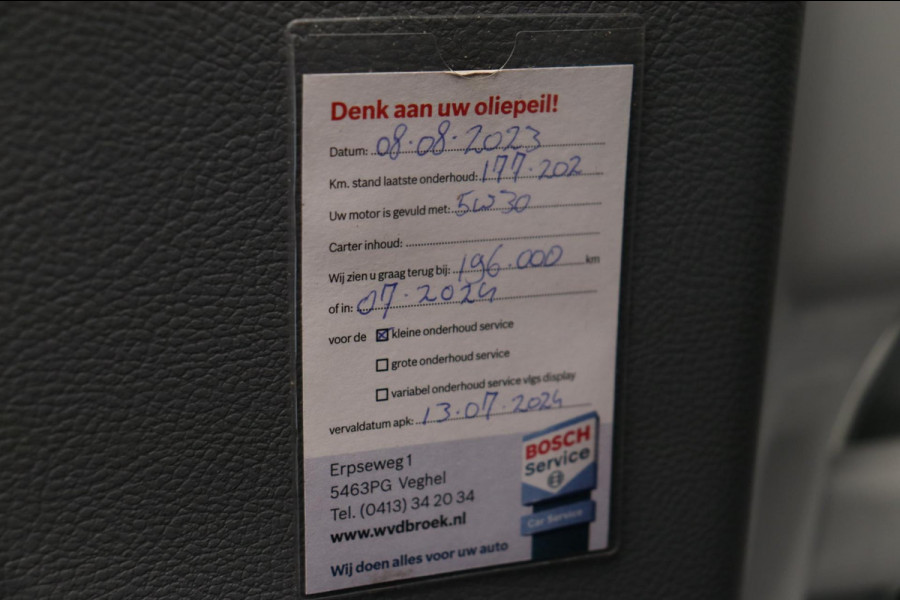 Denk aan uw oliepeil!
Datum: 08.08.2023
Km. stand laatste onderhoud: 177.202
Uw motor is gevuld met: 5W30
Carter inhoud:
Wij zien u graag terug bij: 196.000 km
of in: 07.2024
voor de ☒ kleine onderhoud service
☐ grote onderhoud service
☐ variabel onderhoud service vlgs display
vervaldatum apk: 13.07.2024
Erpseweg 1
5463PG Veghel
Tel. (0413) 34 20 34
www.wvdbroek.nl
Wij doen alles voor uw auto
BOSCH
Service
Car Service